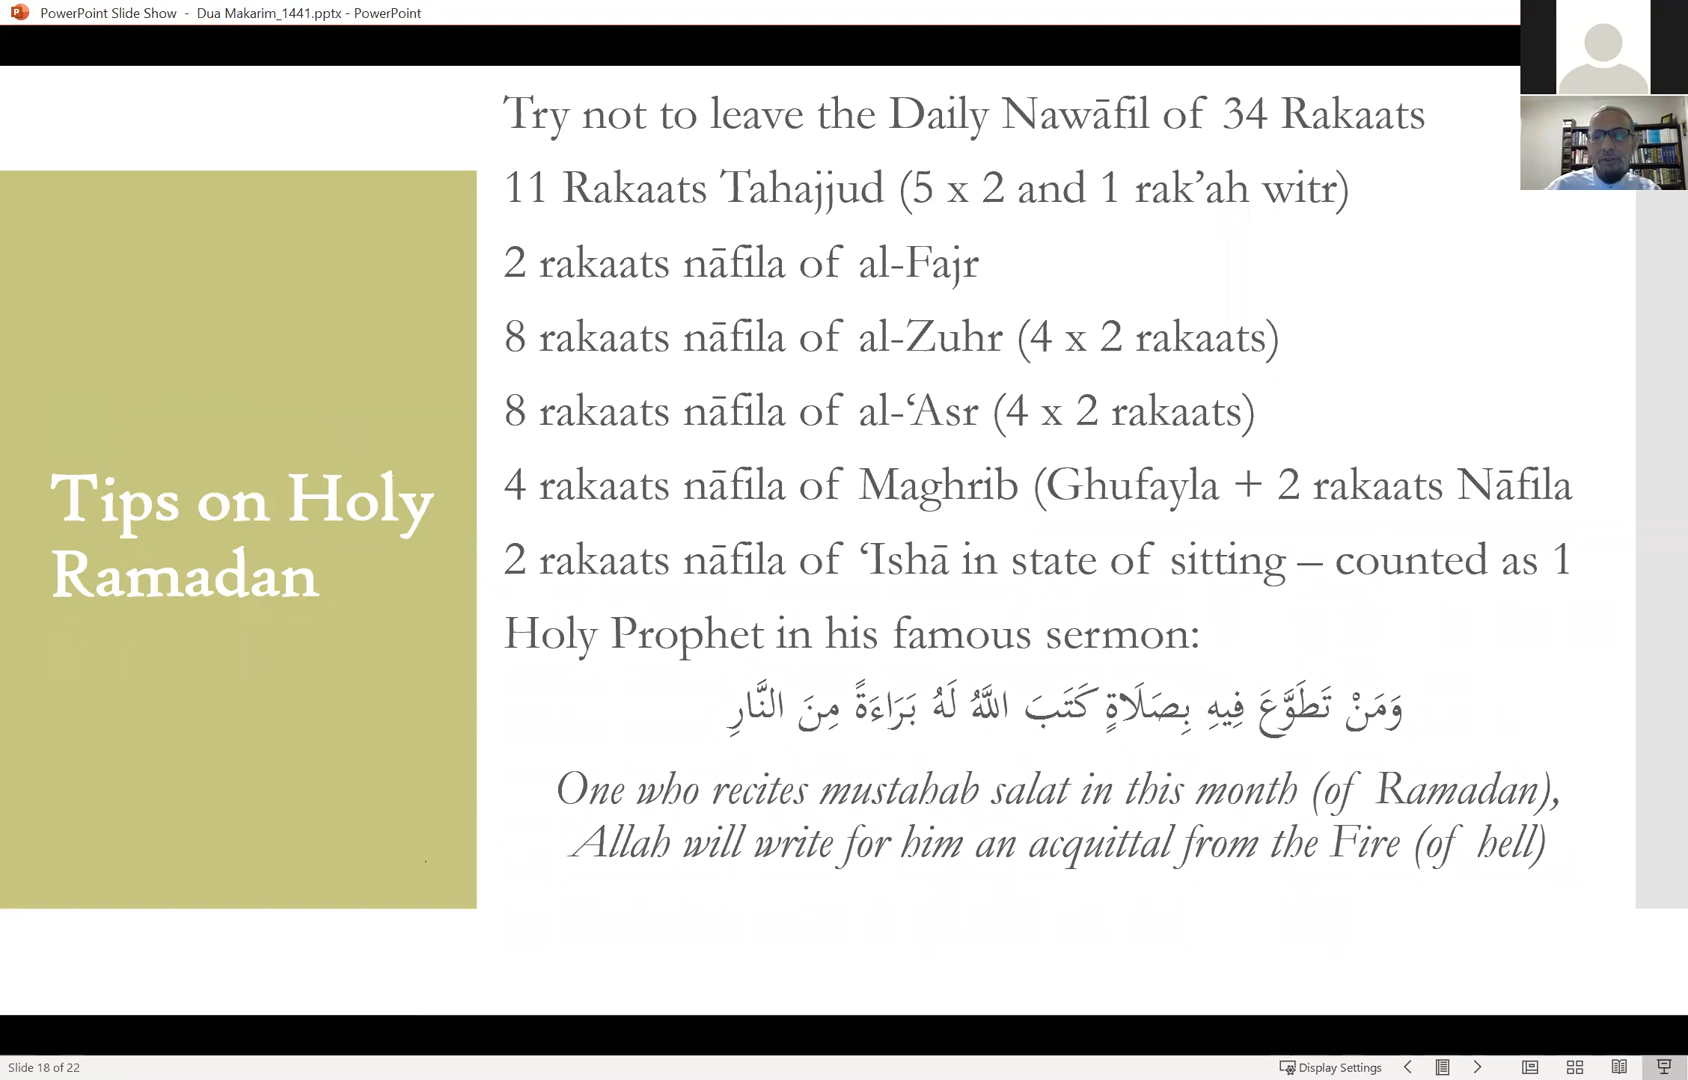 PowerPoint Slide Show - Dua Makarim_1441.pptx - PowerPoint
Try not to leave the Daily Nawāfil of 34 Rakaats
11 Rakaats Tahajjud (5 x 2 and 1 rak’ah witr)
2 rakaats nāfila of al-Fajr
8 rakaats nāfila of al-Zuhr (4 x 2 rakaats)
8 rakaats nāfila of al-‘Asr (4 x 2 rakaats)
4 rakaats nāfila of Maghrib (Ghufayla + 2 rakaats Nāfila
2 rakaats nāfila of ‘Ishā in state of sitting – counted as 1
Holy Prophet in his famous sermon:
وَمَنْ تَطَوَّعَ فِيهِ بِصَلَاةٍ كَتَبَ اللَّهُ لَهُ بَرَاءَةً مِنَ النَّارِ
One who recites mustahab salat in this month (of Ramadan),
Allah will write for him an acquittal from the Fire (of hell)
Tips on Holy
Ramadan
Slide 18 of 22
Display Settings